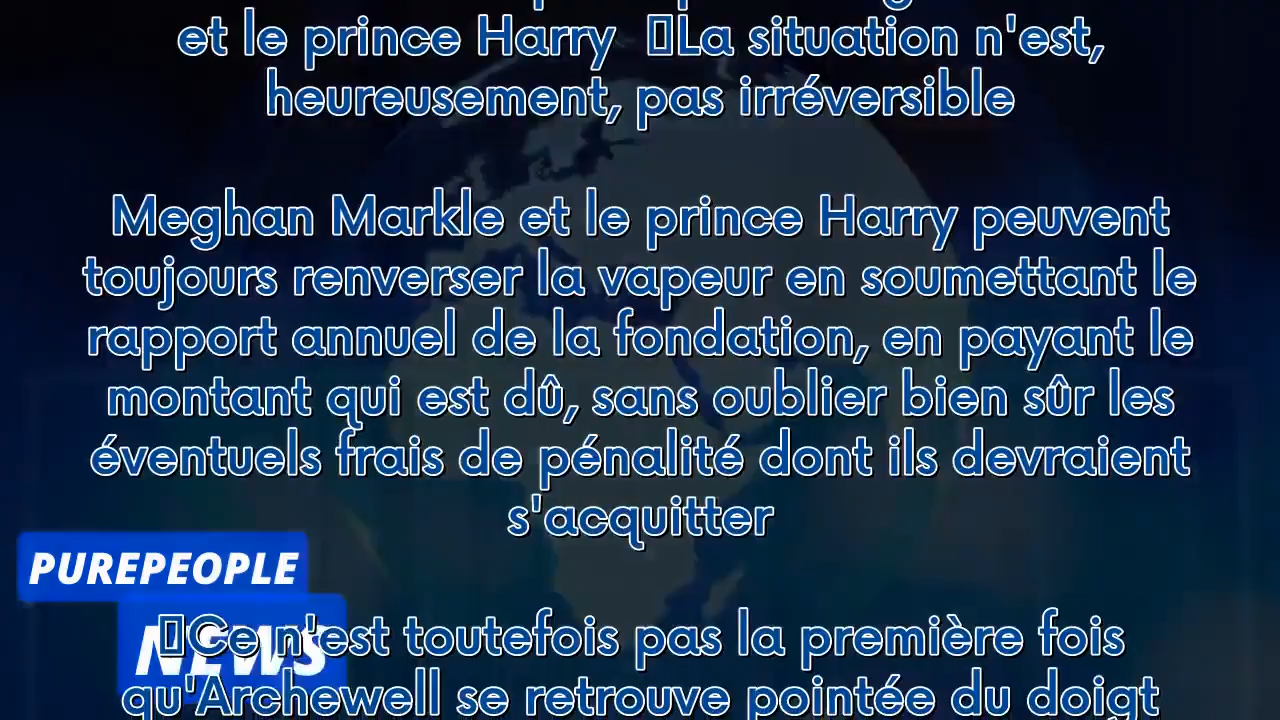 et le prince Harry La situation n'est,
heureusement, pas irréversible
Meghan Markle et le prince Harry peuvent
toujours renverser la vapeur en soumettant le
rapport annuel de la fondation, en payant le
montant qui est dû, sans oublier bien sûr les
éventuels frais de pénalité dont ils devraient
s'acquitter
PUREPEOPLE
NEWS
Ce n'est toutefois pas la première fois
qu'Archewell se retrouve pointée du doigt